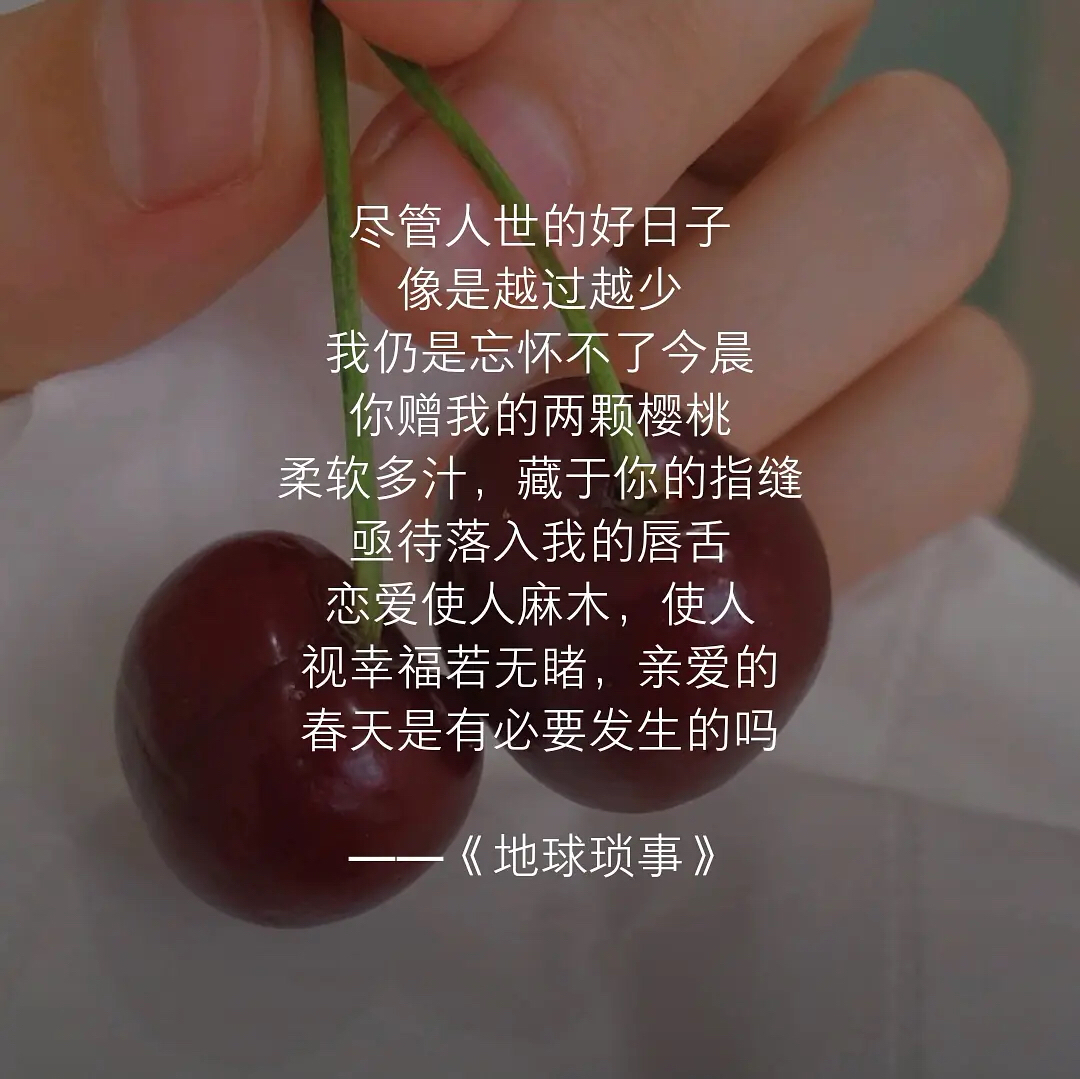 尽管人世的好日子
像是越过越少
我仍是忘怀不了今晨
你赠我的两颗樱桃
柔软多汁，藏于你的指缝
亟待落入我的唇舌
恋爱使人麻木，使人
视幸福若无睹，亲爱的
春天是有必要发生的吗
——《地球琐事》